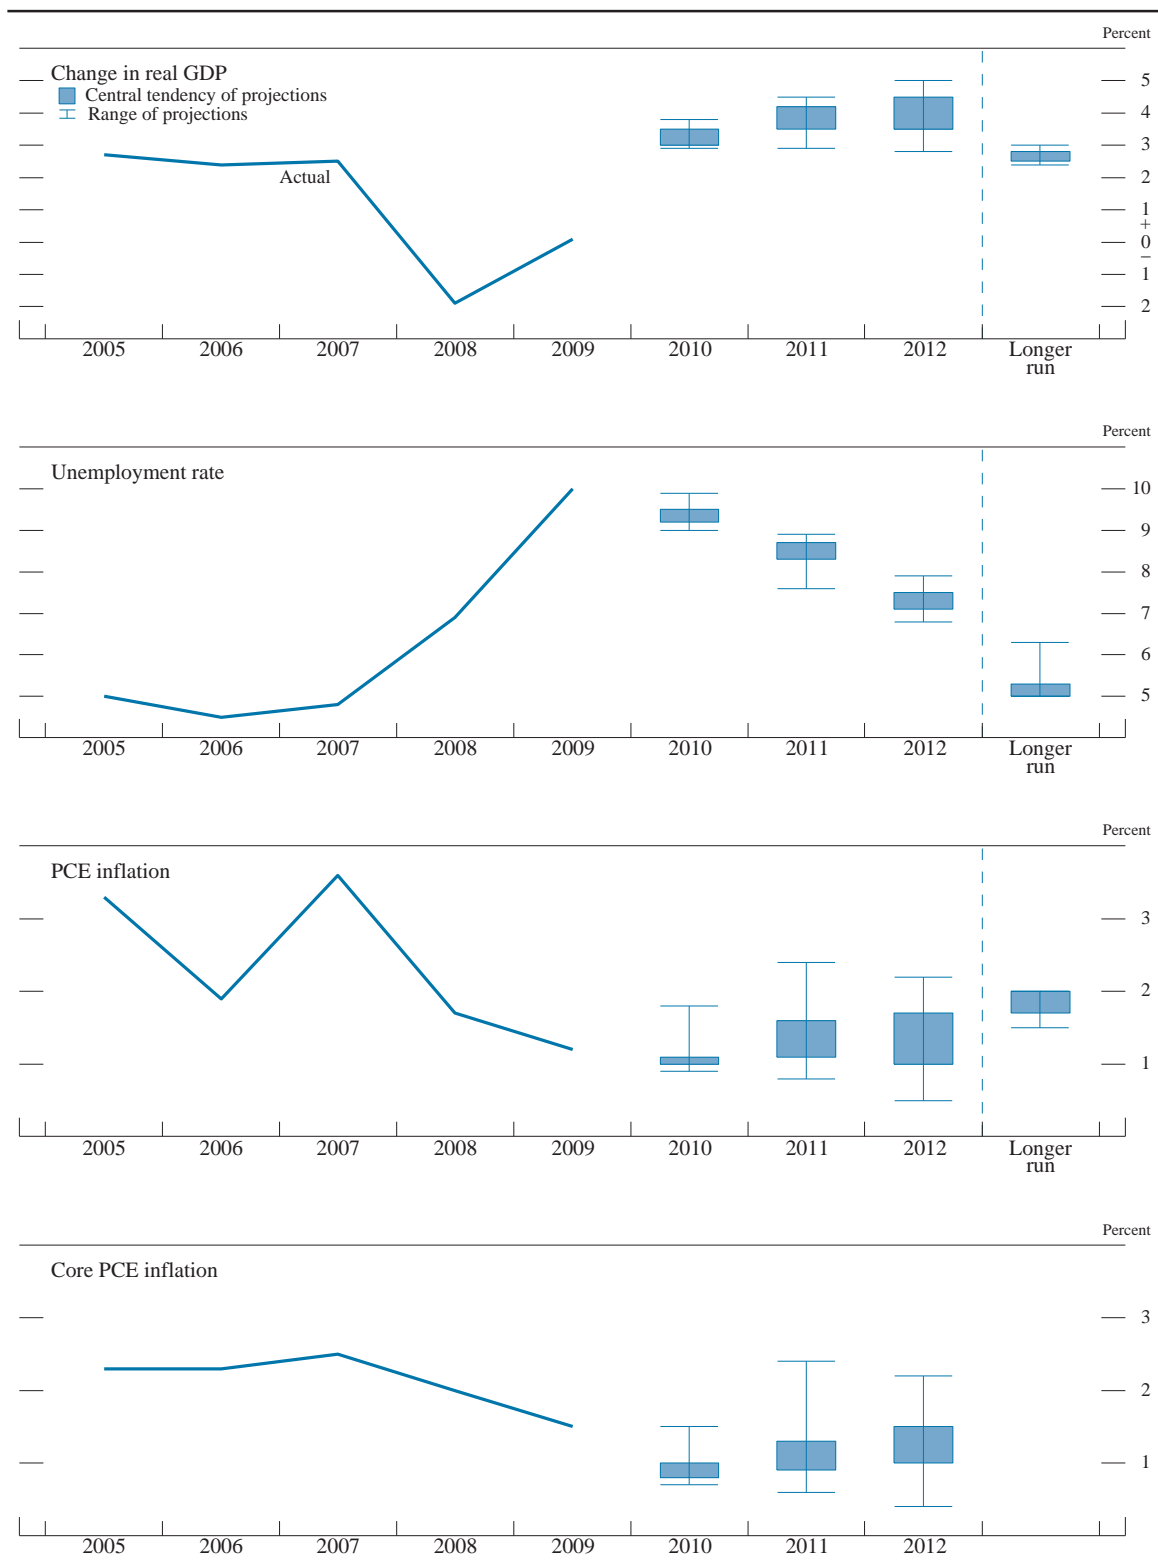 Percent
Change in real GDP
Central tendency of projections
Range of projections
Actual
5
4
3
2
1
+
0
–
1
2
2005 2006 2007 2008 2009 2010 2011 2012 Longer
run
Percent
Unemployment rate
10
9
8
7
6
5
2005 2006 2007 2008 2009 2010 2011 2012 Longer
run
Percent
PCE inflation
3
2
1
2005 2006 2007 2008 2009 2010 2011 2012 Longer
run
Percent
Core PCE inflation
3
2
1
2005 2006 2007 2008 2009 2010 2011 2012